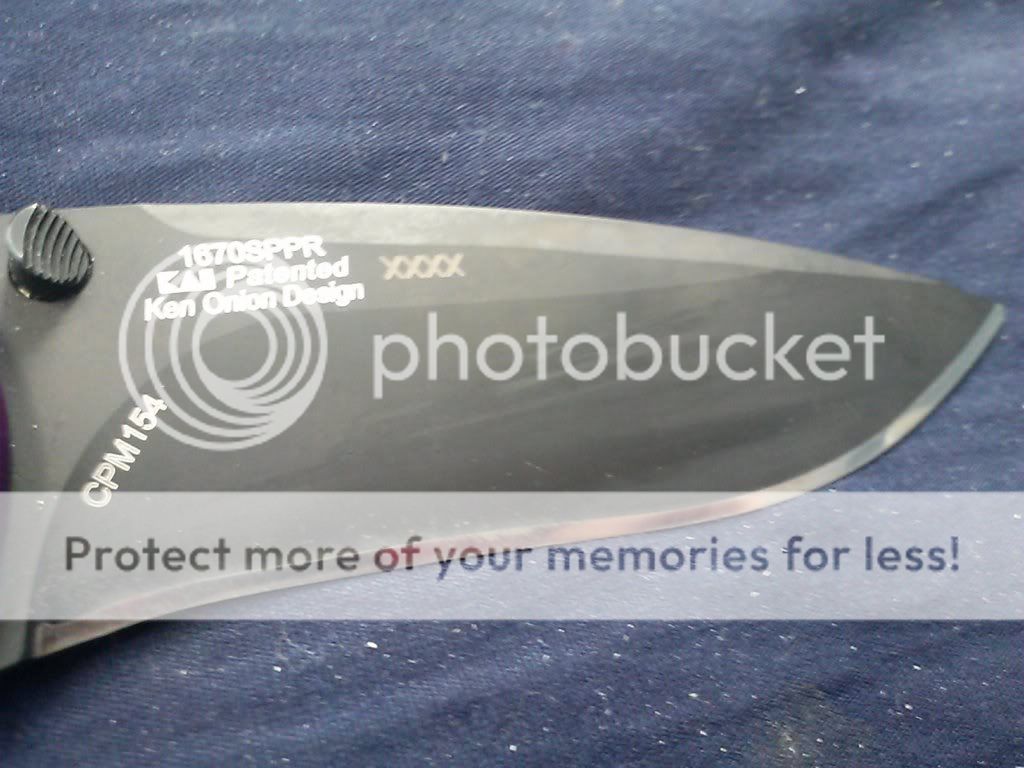 1670SPPR
KAI Patented
Ken Onion Design
XXXX
CPM154
photobucket
Protect more of your memories for less!